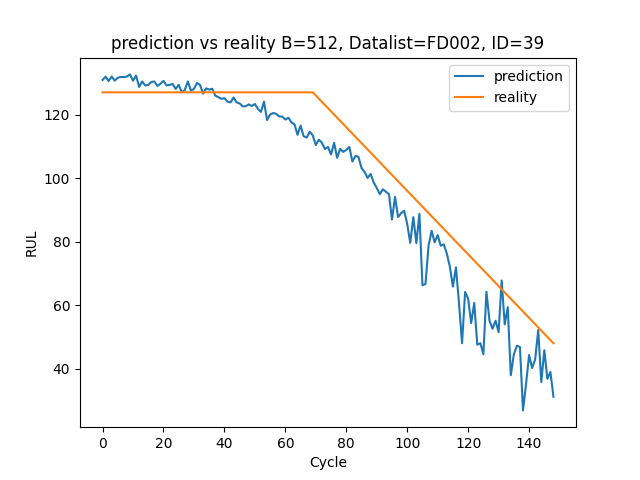 prediction vs reality B=512, Datalist=FD002, ID=39
prediction
reality
RUL
120
100
80
60
40
0 20 40 60 80 100 120 140
Cycle